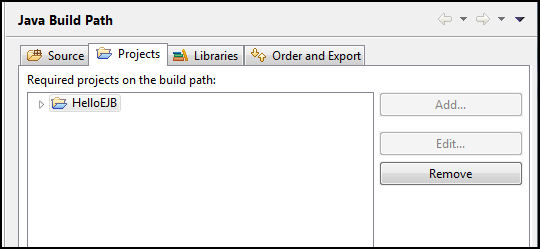 Java Build Path
Source Projects Libraries Order and Export
Required projects on the build path:
HelloEJB
Add...
Edit...
Remove